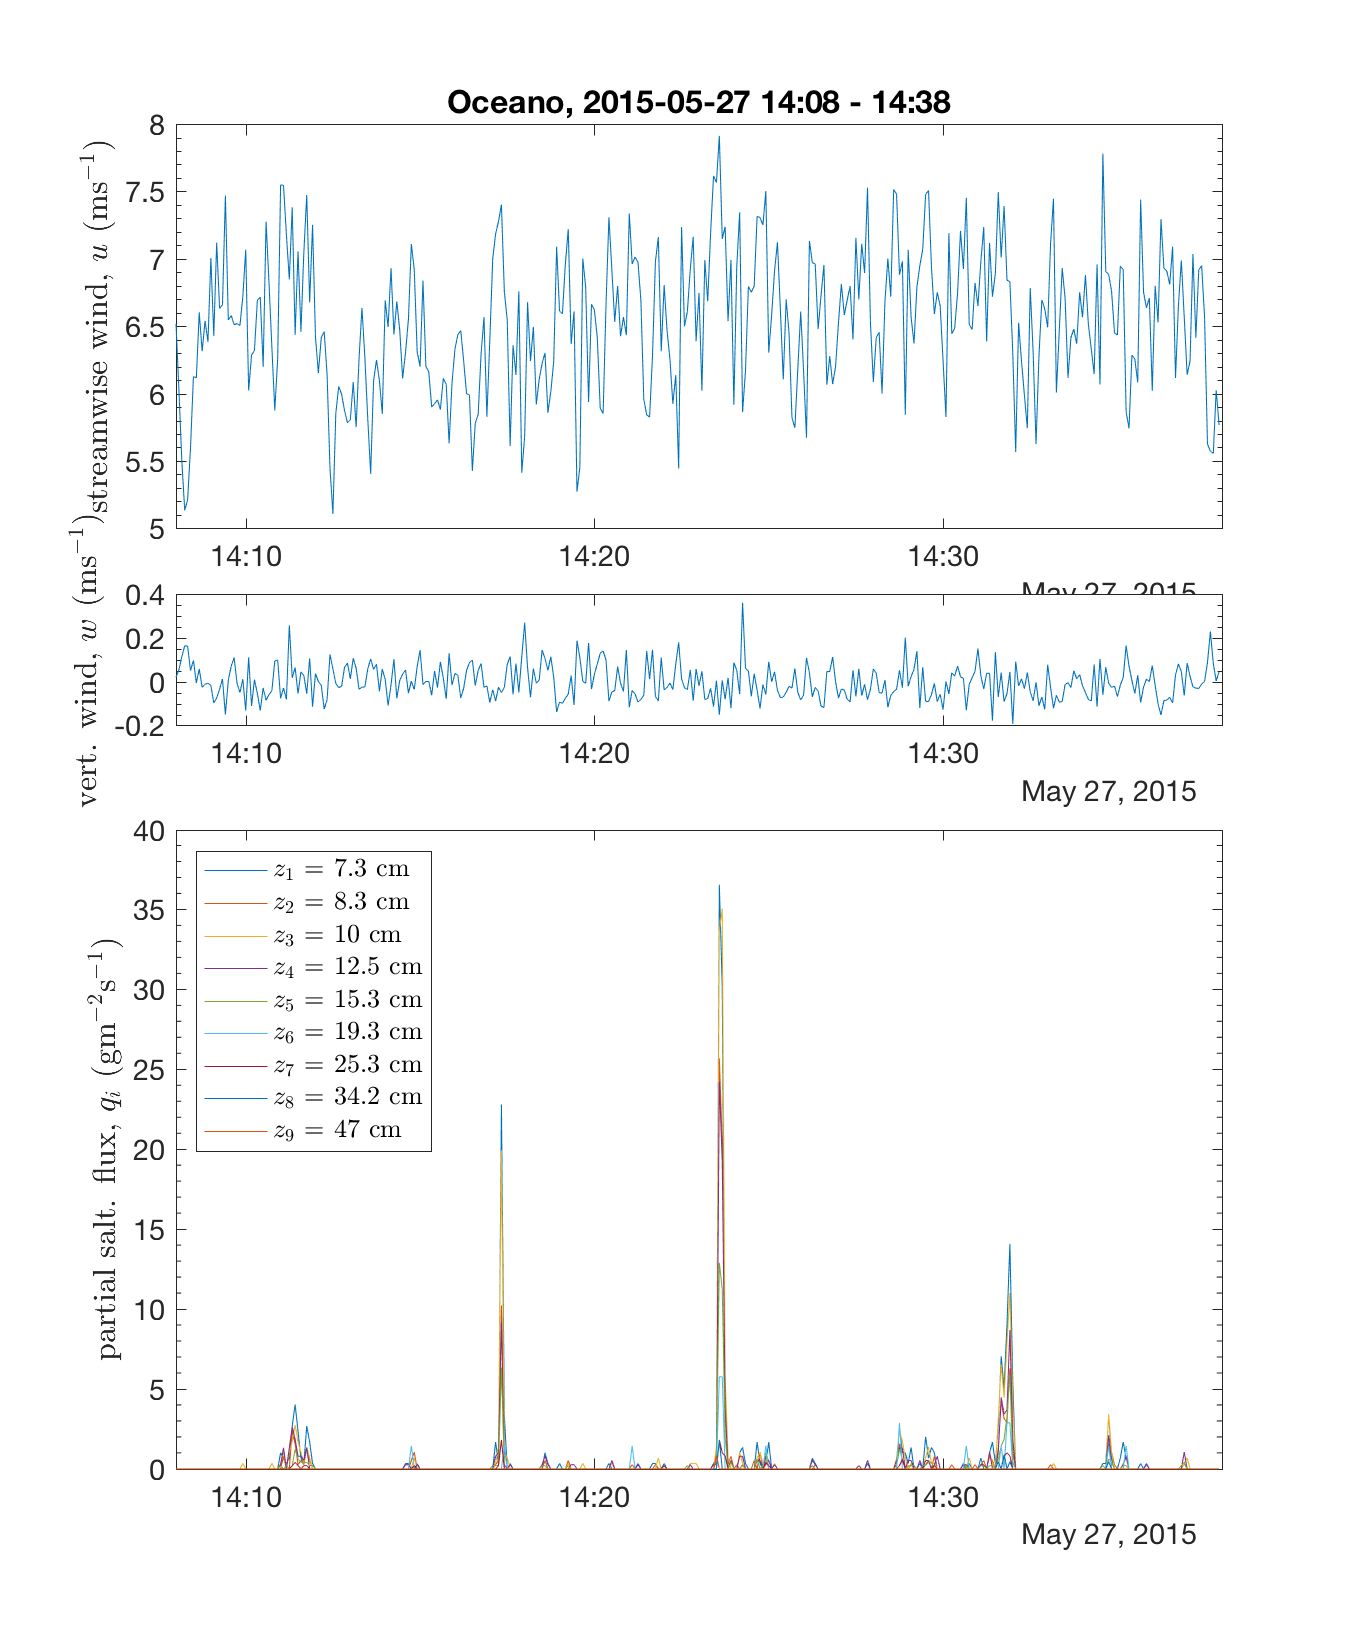 Oceano, 2015-05-27 14:08 - 14:38
streamwise wind, u (ms⁻¹)
8
7.5
7
6.5
6
5.5
5
14:10 14:20 14:30
May 27, 2015
vert. wind, w (ms⁻¹)
0.4
0.2
0
-0.2
14:10 14:20 14:30
May 27, 2015
partial salt. flux, qᵢ (gm⁻²s⁻¹)
40
35
30
25
20
15
10
5
0
z₁ = 7.3 cm
z₂ = 8.3 cm
z₃ = 10 cm
z₄ = 12.5 cm
z₅ = 15.3 cm
z₆ = 19.3 cm
z₇ = 25.3 cm
z₈ = 34.2 cm
z₉ = 47 cm
14:10 14:20 14:30
May 27, 2015